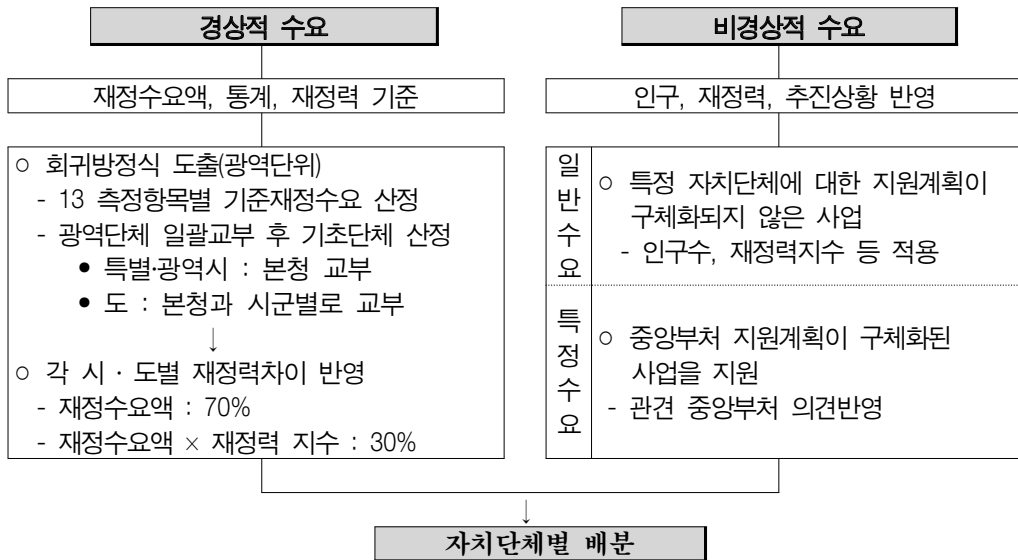 경상적 수요
재정수요액, 통계, 재정력 기준
○ 회귀방정식 도출(광역단위)
- 13 측정항목별 기준재정수요 산정
- 광역단체 일괄교부 후 기초단체 산정
● 특별·광역시 : 본청 교부
● 도 : 본청과 시군별로 교부
↓
○ 각 시 · 도별 재정력차이 반영
- 재정수요액 : 70%
- 재정수요액 × 재정력 지수 : 30%
비경상적 수요
인구, 재정력, 추진상황 반영
일반수요
○ 특정 자치단체에 대한 지원계획이
구체화되지 않은 사업
- 인구수, 재정력지수 등 적용
특정수요
○ 중앙부처 지원계획이 구체화된
사업을 지원
- 관견 중앙부처 의견반영
↓
자치단체별 배분